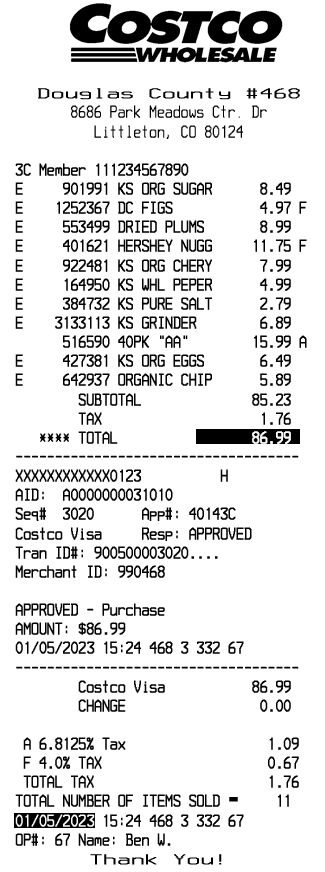 COSTCO
WHOLESALE
Douglas County #468
8686 Park Meadows Ctr. Dr
Littleton, CO 80124
3C Member 111234567890
E 901991 KS ORG SUGAR 8.49
E 1252367 DC FIGS 4.97 F
E 553499 DRIED PLUMS 8.99
E 401621 HERSHEY NUGG 11.75 F
E 922481 KS ORG CHERY 7.99
E 164950 KS WHL PEPER 4.99
E 384732 KS PURE SALT 2.79
E 3133113 KS GRINDER 6.89
516590 40PK "AA" 15.99 A
E 427381 KS ORG EGGS 6.49
E 642937 ORGANIC CHIP 5.89
SUBTOTAL 85.23
TAX 1.76
**** TOTAL 86.99
-----------------------------------
XXXXXXXXXXXX0123 H
AID: A0000000031010
Seq# 3020 App#: 40143C
Costco Visa Resp: APPROVED
Tran ID#: 900500003020....
Merchant ID: 990468
APPROVED - Purchase
AMOUNT: $86.99
01/05/2023 15:24 468 3 332 67
-----------------------------------
Costco Visa 86.99
CHANGE 0.00
A 6.8125% Tax 1.09
F 4.0% TAX 0.67
TOTAL TAX 1.76
TOTAL NUMBER OF ITEMS SOLD = 11
01/05/2023 15:24 468 3 332 67
OP#: 67 Name: Ben W.
Thank You!